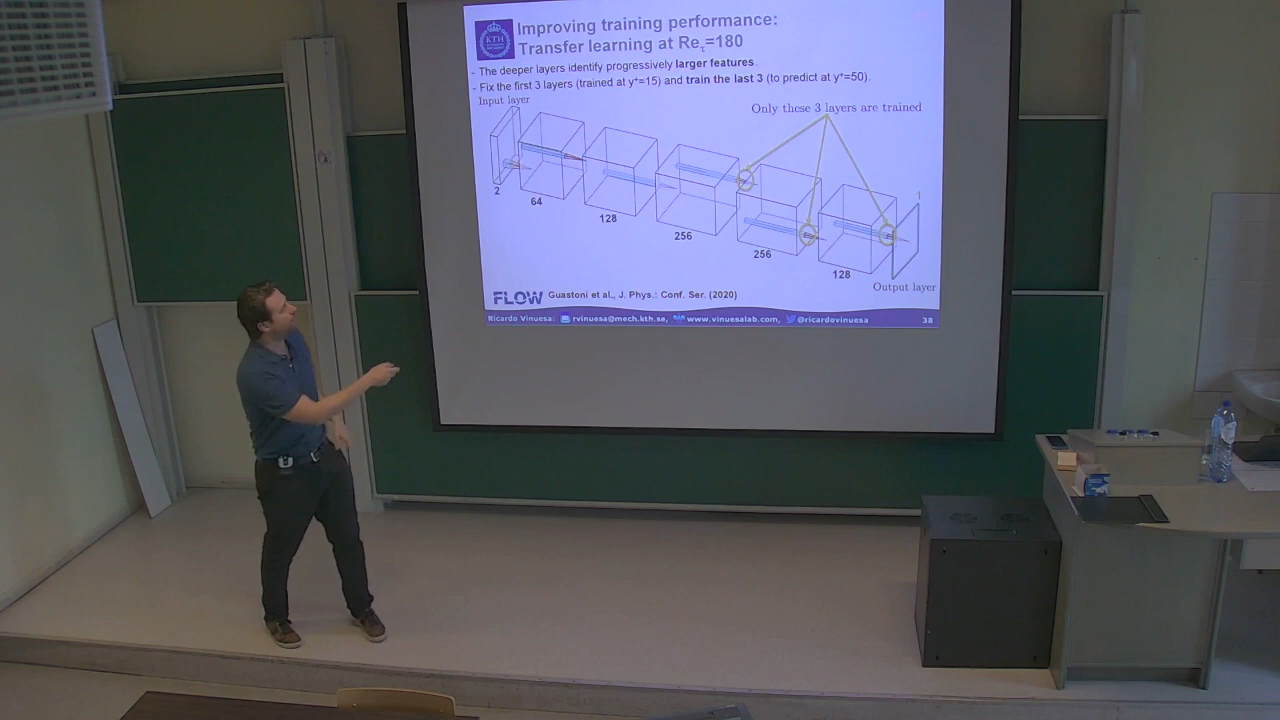 KTH
Improving training performance:
Transfer learning at Reτ=180
- The deeper layers identify progressively larger features.
- Fix the first 3 layers (trained at y⁺=15) and train the last 3 (to predict at y⁺=50).
Input layer
Only these 3 layers are trained
2
64
128
256
256
128
1
Output layer
FLOW
Guastoni et al., J. Phys.: Conf. Ser. (2020)
Ricardo Vinuesa: rvinuesa@mech.kth.se, www.vinuesalab.com, @ricardovinuesa 38